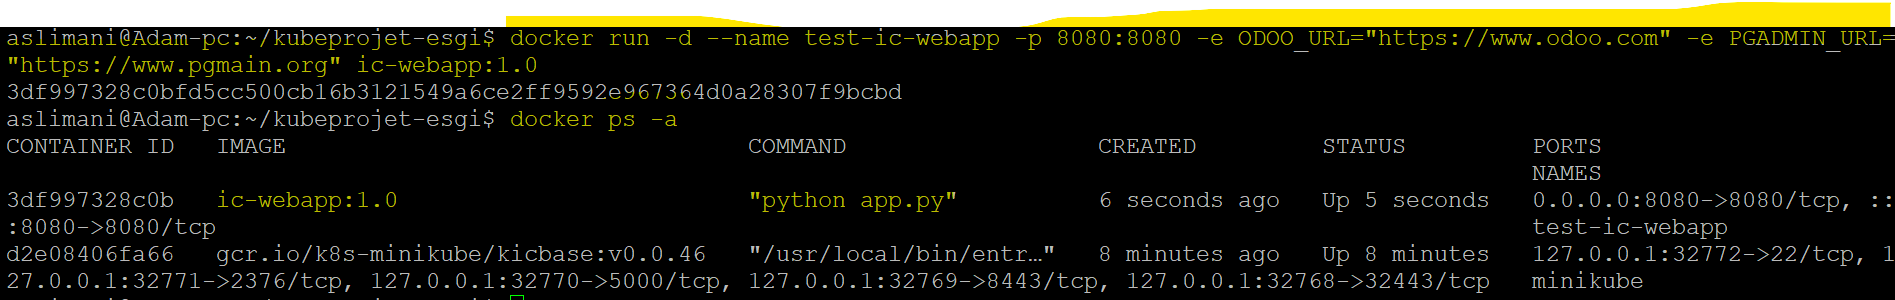 aslimani@Adam-pc:~/kubeprojet-esgi$ docker run -d --name test-ic-webapp -p 8080:8080 -e ODOO_URL="https://www.odoo.com" -e PGADMIN_URL=
"https://www.pgmain.org" ic-webapp:1.0
3df997328c0bfd5cc500cb16b3121549a6ce2ff9592e967364d0a28307f9bcbd
aslimani@Adam-pc:~/kubeprojet-esgi$ docker ps -a
CONTAINER ID   IMAGE                                 COMMAND                  CREATED         STATUS         PORTS
NAMES
3df997328c0b   ic-webapp:1.0                         "python app.py"          6 seconds ago   Up 5 seconds   0.0.0.0:8080->8080/tcp, ::
:8080->8080/tcp                                                                                              test-ic-webapp
d2e08406fa66   gcr.io/k8s-minikube/kicbase:v0.0.46   "/usr/local/bin/entr…"   8 minutes ago   Up 8 minutes   127.0.0.1:32772->22/tcp, 1
27.0.0.1:32771->2376/tcp, 127.0.0.1:32770->5000/tcp, 127.0.0.1:32769->8443/tcp, 127.0.0.1:32768->32443/tcp   minikube